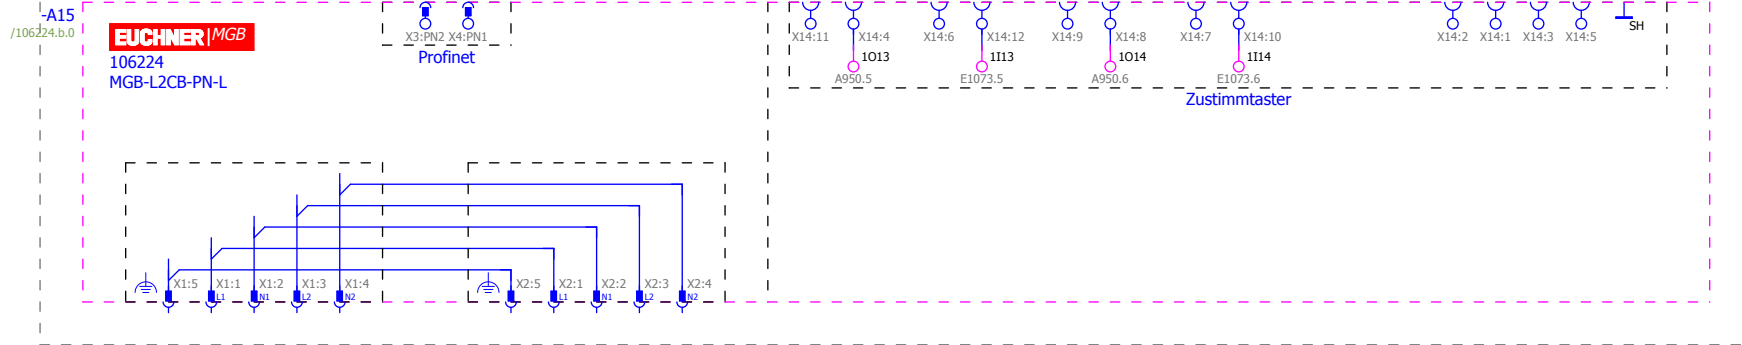 -A15
/106224.b.0
EUCHNER|MGB
106224
MGB-L2CB-PN-L
X3:PN2 X4:PN1
Profinet
X14:11 X14:4 X14:6 X14:12 X14:9 X14:8 X14:7 X14:10 X14:2 X14:1 X14:3 X14:5 SH
1O13 1I13 1O14 1I14
A950.5 E1073.5 A950.6 E1073.6
Zustimmtaster
X1:5 X1:1 X1:2 X1:3 X1:4 X2:5 X2:1 X2:2 X2:3 X2:4
L1 N1 L2 N2 L1 N1 L2 N2